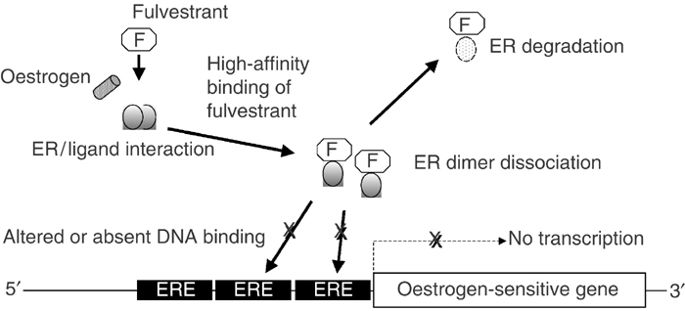 Fulvestrant
F
F
ER degradation
Oestrogen
High-affinity
binding of
fulvestrant
ER/ligand interaction
F
F
ER dimer dissociation
Altered or absent DNA binding
X
X
X
No transcription
5′
ERE
ERE
ERE
Oestrogen-sensitive gene
3′